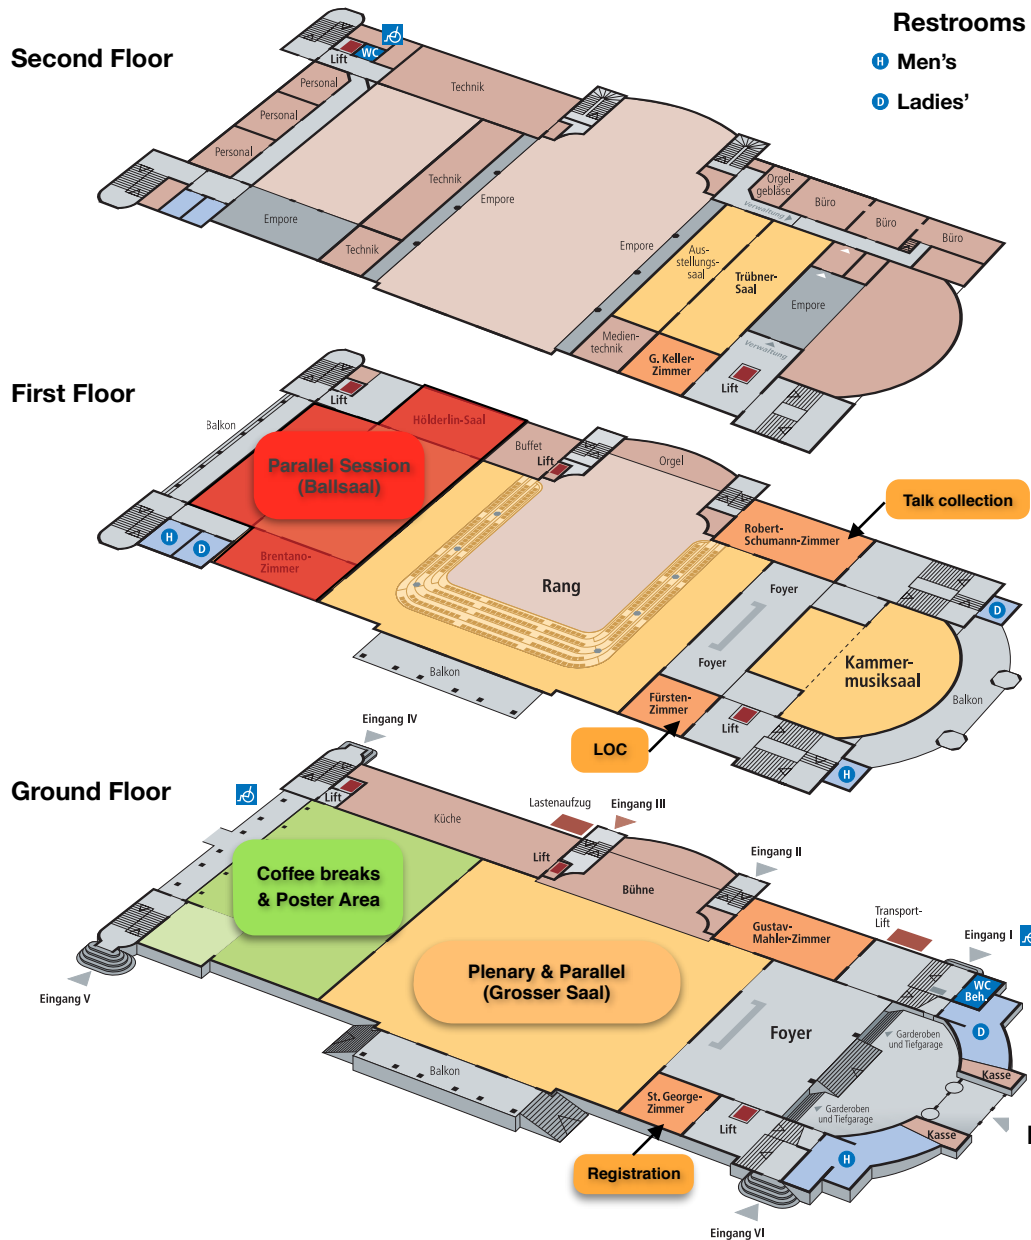 Restrooms
H Men's
D Ladies'
Second Floor
Lift
WC
Technik
Personal
Personal
Personal
Technik
Empore
Technik
Empore
Empore
Orgel-
gebläse
Büro
Büro
Büro
Verwaltung
Aus-
stellungs-
saal
Trübner-
Saal
Empore
Medien-
technik
G. Keller-
Zimmer
Verwaltung
Lift
First Floor
Lift
Balkon
Hölderlin-Saal
Parallel Session
(Ballsaal)
Buffet
Lift
Orgel
Talk collection
Robert-
Schumann-Zimmer
H
D
Brentano-
Zimmer
Rang
Foyer
Foyer
D
Kammer-
musiksaal
Balkon
Balkon
Fürsten-
Zimmer
Lift
LOC
H
Ground Floor
Eingang IV
Lift
Küche
Lastenaufzug
Eingang III
Lift
Bühne
Eingang II
Coffee breaks
& Poster Area
Gustav-
Mahler-Zimmer
Transport-
Lift
Eingang I
WC
Beh.
Plenary & Parallel
(Grosser Saal)
Eingang V
Foyer
D
Garderoben
und Tiefgarage
Kasse
Balkon
St. George-
Zimmer
Lift
Garderoben
und Tiefgarage
Kasse
H
Registration
Eingang VI